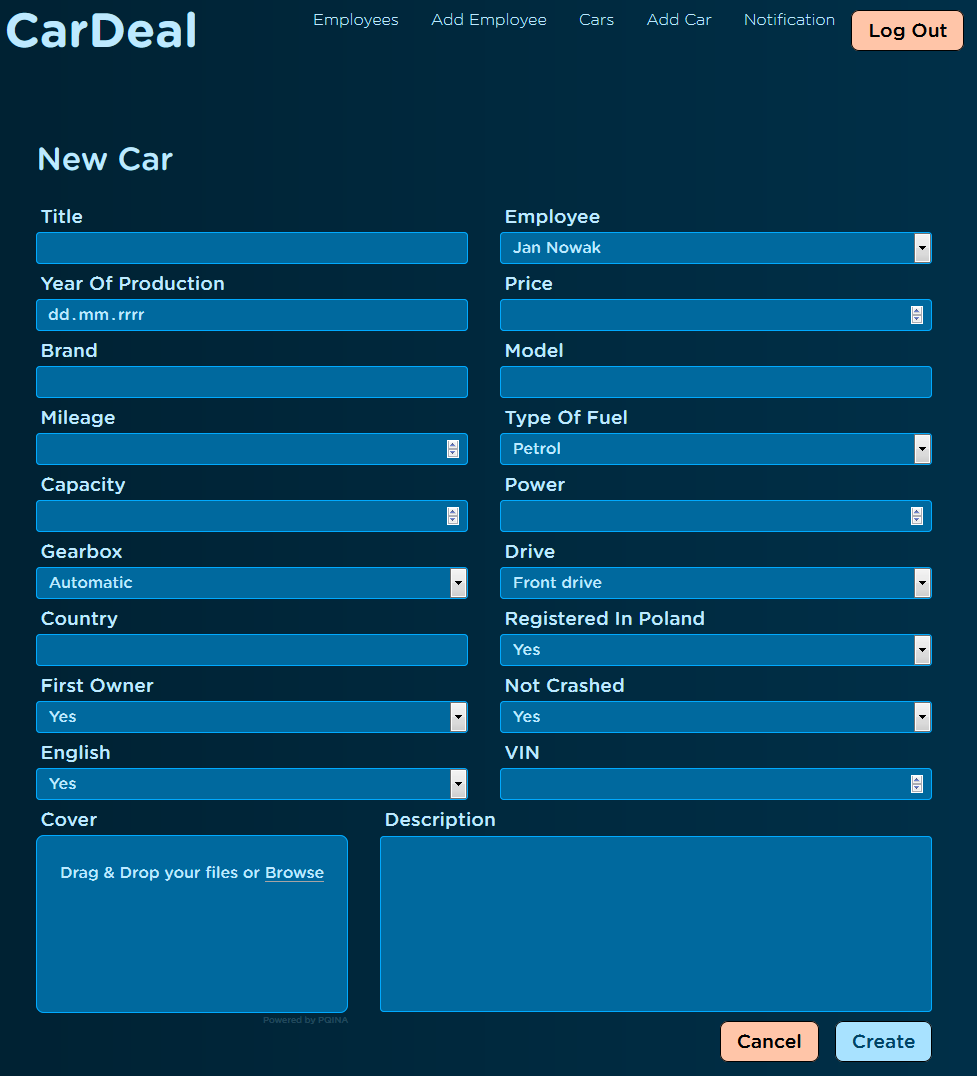 CarDeal
Employees Add Employee Cars Add Car Notification Log Out
New Car
Title Employee
Jan Nowak
Year Of Production Price
dd.mm.rrrr
Brand Model
Mileage Type Of Fuel
Petrol
Capacity Power
Gearbox Drive
Automatic Front drive
Country Registered In Poland
Yes
First Owner Not Crashed
Yes Yes
English VIN
Yes
Cover Description
Drag & Drop your files or Browse
Powered by PQINA
Cancel Create